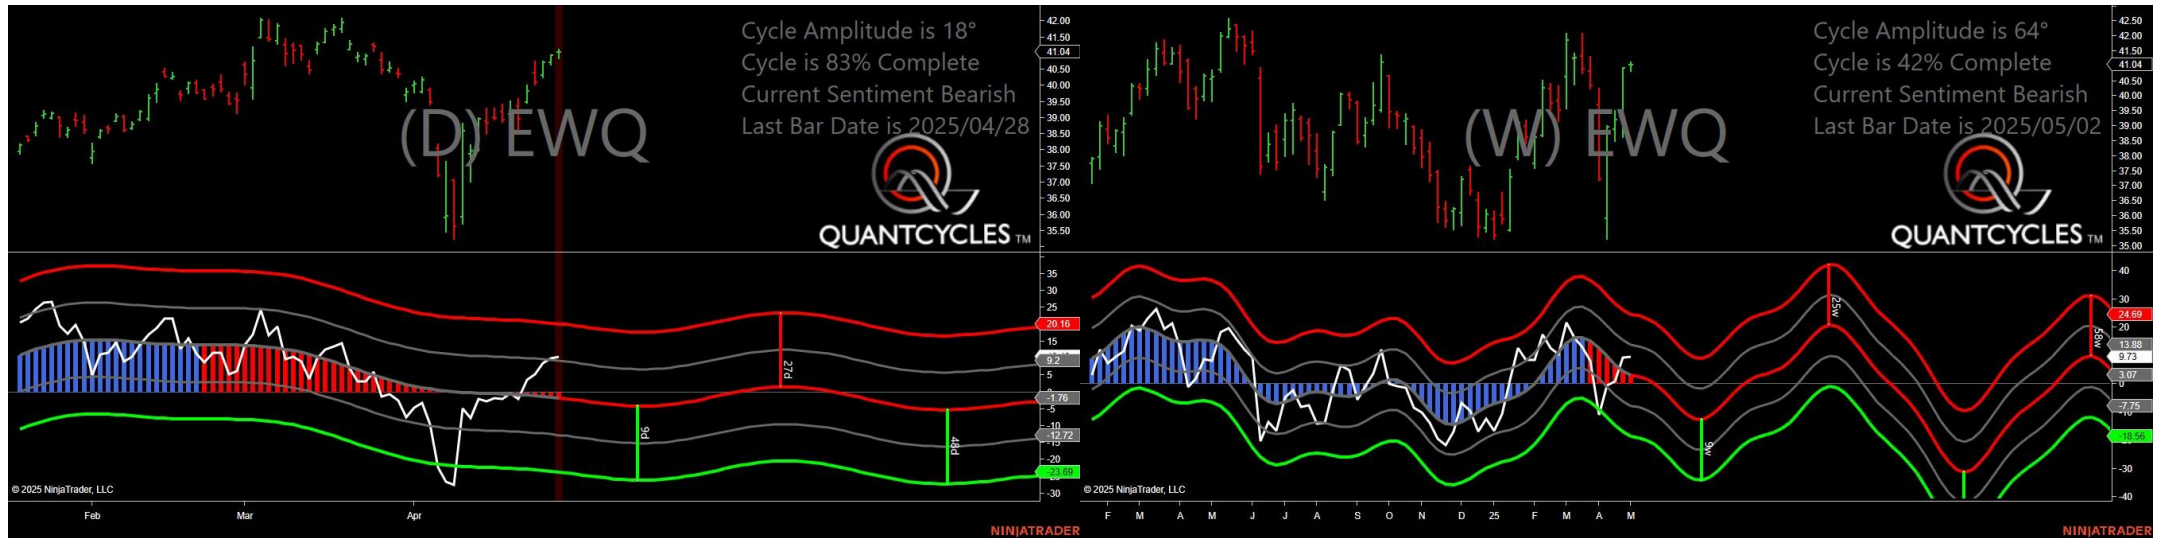 Cycle Amplitude is 18°
Cycle is 83% Complete
Current Sentiment Bearish
Last Bar Date is 2025/04/28
(D) EWQ
QUANTCYCLES TM
42.00
41.50
41.04
40.50
40.00
39.50
39.00
38.50
38.00
37.50
37.00
36.50
36.00
35.50
35
30
25
20.16
15
9.2
5
0
-1.76
-5
-10
-12.72
-15
-20
-23.69
-30
27d
9d
48d
© 2025 NinjaTrader, LLC
Feb
Mar
Apr
NINJATRADER
Cycle Amplitude is 64°
Cycle is 42% Complete
Current Sentiment Bearish
Last Bar Date is 2025/05/02
(W) EWQ
QUANTCYCLES TM
42.50
42.00
41.50
41.04
40.50
40.00
39.50
39.00
38.50
38.00
37.50
37.00
36.50
36.00
35.50
35.00
40
30
24.69
20
13.88
9.73
3.07
0
-7.75
-10
-18.56
-30
-40
25w
58w
9w
© 2025 NinjaTrader, LLC
F
M
A
M
J
J
A
S
O
N
D
25
F
M
A
M
NINJATRADER